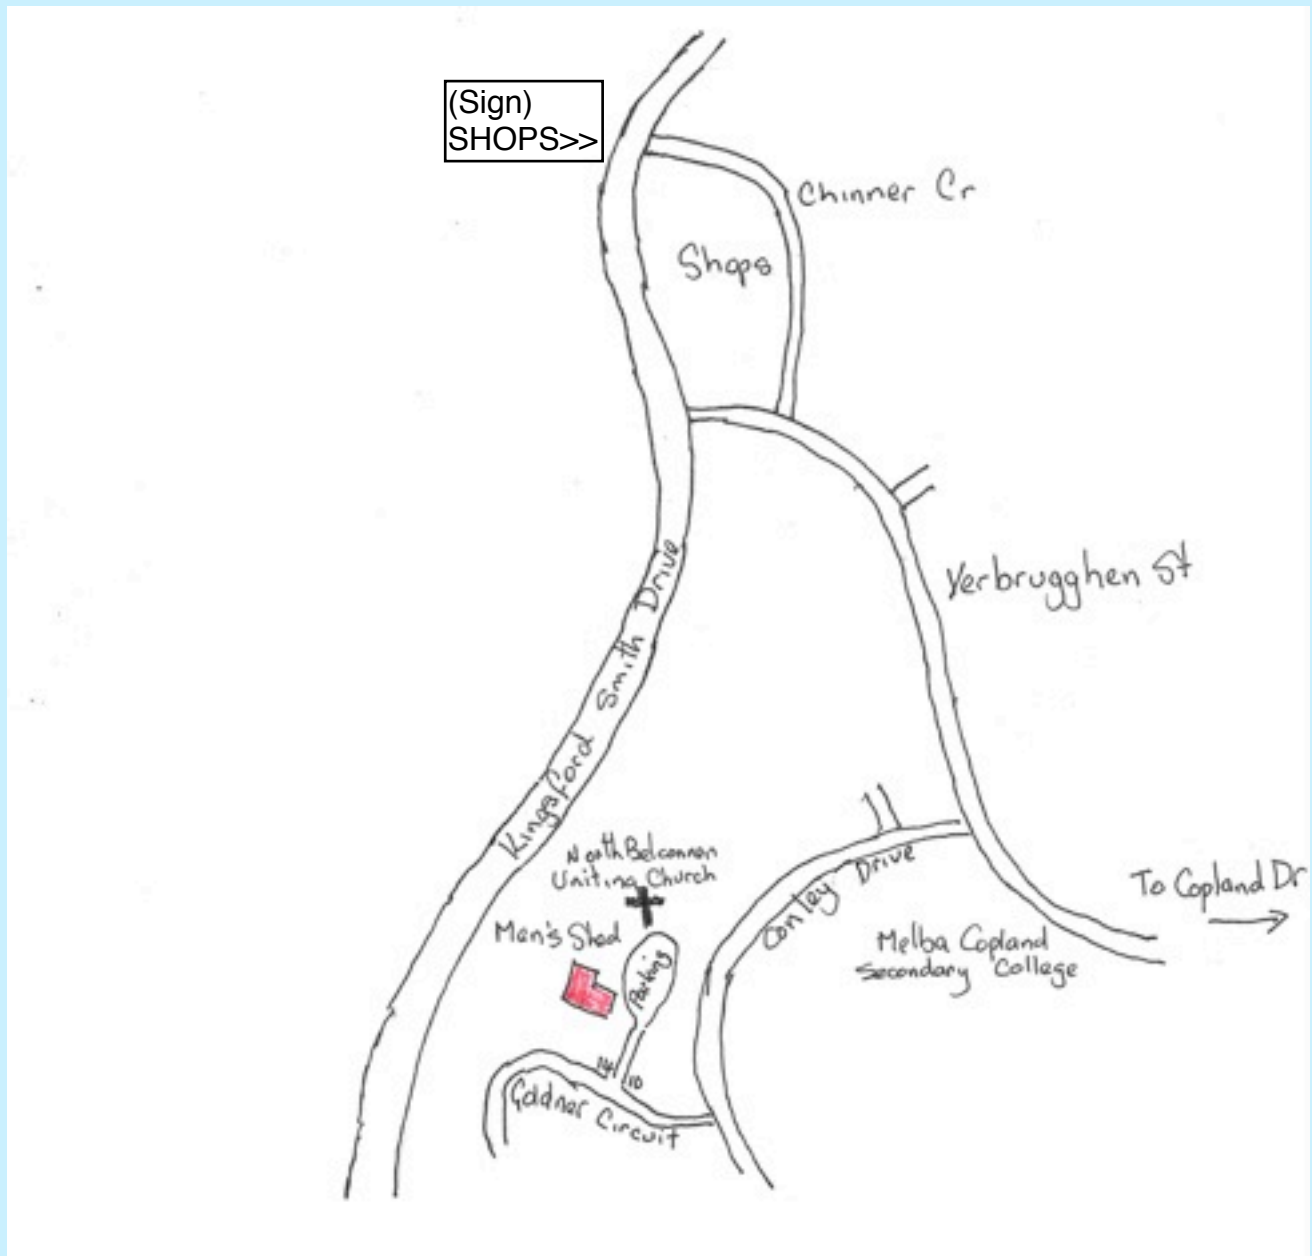 (Sign)
SHOPS>>
Chinner Cr
Shops
Verbrugghen St
Kingsford Smith Drive
North Belconnen
Uniting Church
Men's Shed
Parking
Conley Drive
To Copland Dr
Melba Copland
Secondary College
14
10
Goldner Circuit